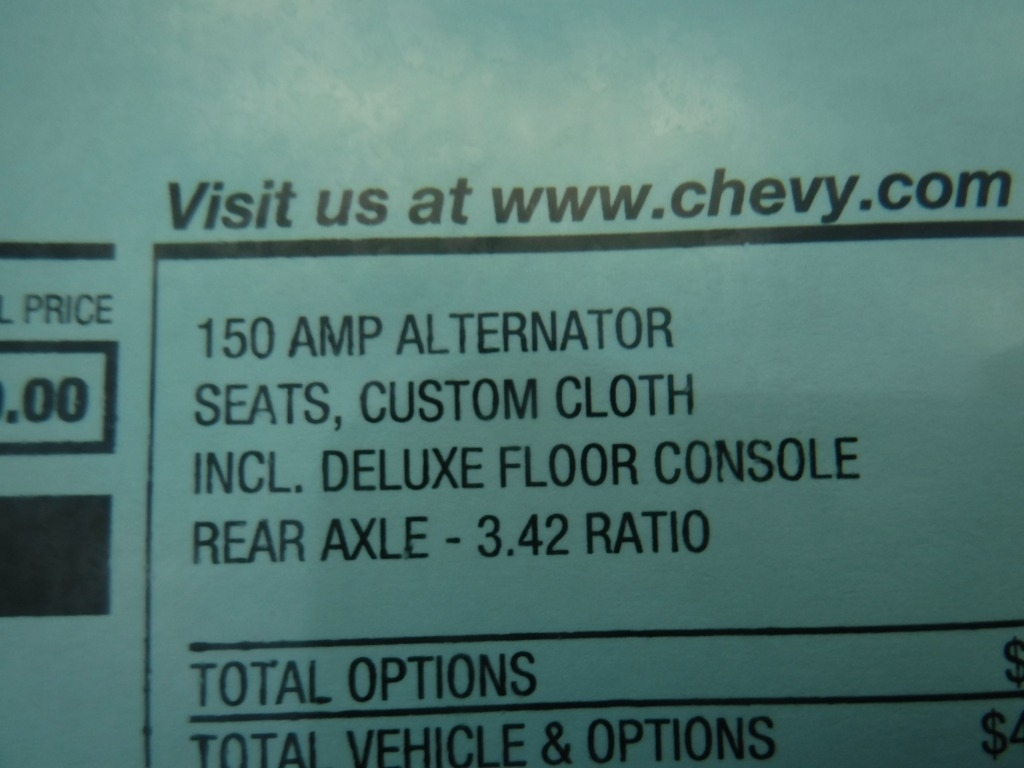 Visit us at www.chevy.com
PRICE
.00
150 AMP ALTERNATOR
SEATS, CUSTOM CLOTH
INCL. DELUXE FLOOR CONSOLE
REAR AXLE - 3.42 RATIO
TOTAL OPTIONS $
TOTAL VEHICLE & OPTIONS $4